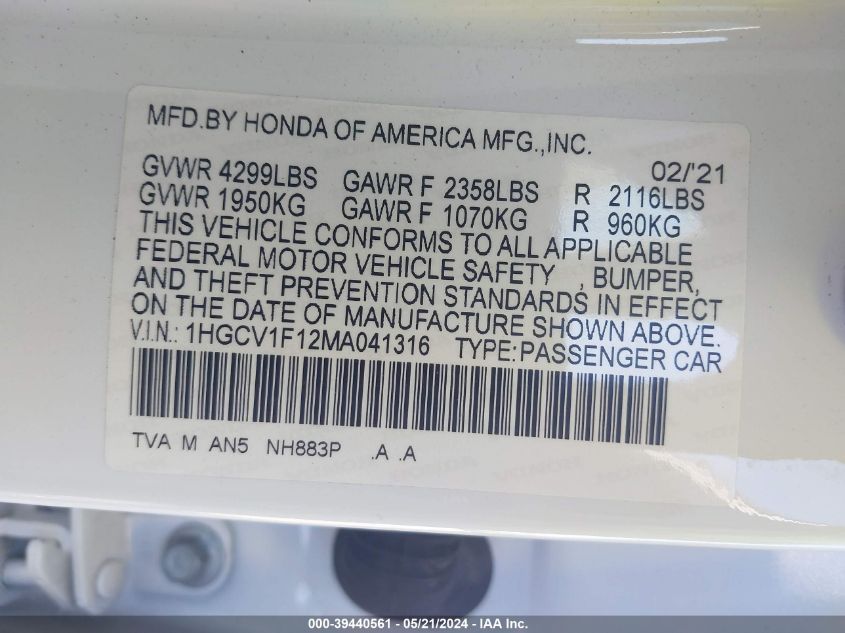 MFD.BY HONDA OF AMERICA MFG.,INC.
02/'21
GVWR 4299LBS GAWR F 2358LBS R 2116LBS
GVWR 1950KG GAWR F 1070KG R 960KG
THIS VEHICLE CONFORMS TO ALL APPLICABLE
FEDERAL MOTOR VEHICLE SAFETY , BUMPER,
AND THEFT PREVENTION STANDARDS IN EFFECT
ON THE DATE OF MANUFACTURE SHOWN ABOVE.
V.I.N.: 1HGCV1F12MA041316 TYPE:PASSENGER CAR
TVA M AN5 NH883P .A .A
000-39440561 - 05/21/2024 - IAA Inc.